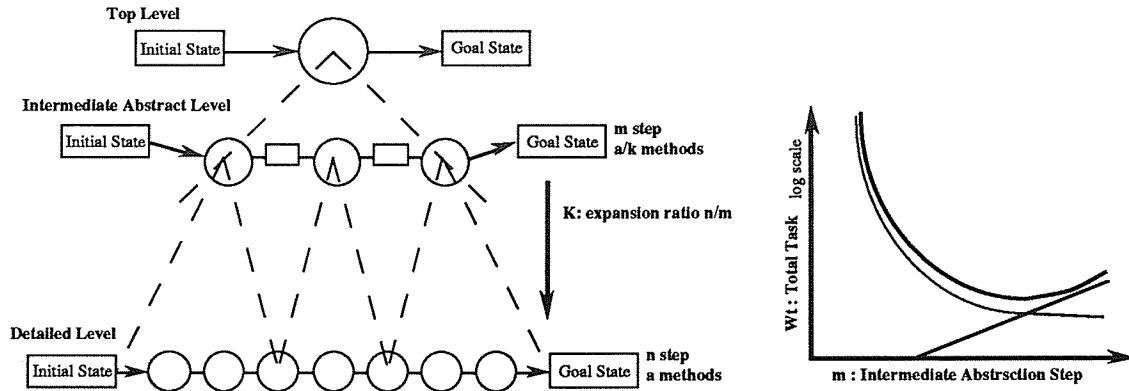 Top Level
Initial State
Goal State
Intermediate Abstract Level
Initial State
Goal State
m step
a/k methods
K: expansion ratio n/m
Detailed Level
Initial State
Goal State
n step
a methods
Wt : Total Task log scale
m : Intermediate Abstrsction Step